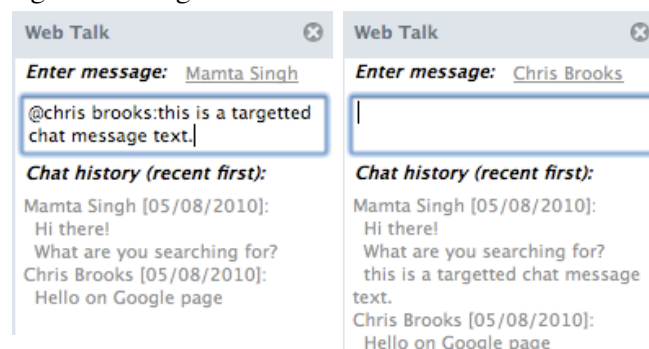 Web Talk
Enter message: Mamta Singh
@chris brooks:this is a targetted
chat message text.
Chat history (recent first):
Mamta Singh [05/08/2010]:
Hi there!
What are you searching for?
Chris Brooks [05/08/2010]:
Hello on Google page
Web Talk
Enter message: Chris Brooks
Chat history (recent first):
Mamta Singh [05/08/2010]:
Hi there!
What are you searching for?
this is a targetted chat message
text.
Chris Brooks [05/08/2010]:
Hello on Google page